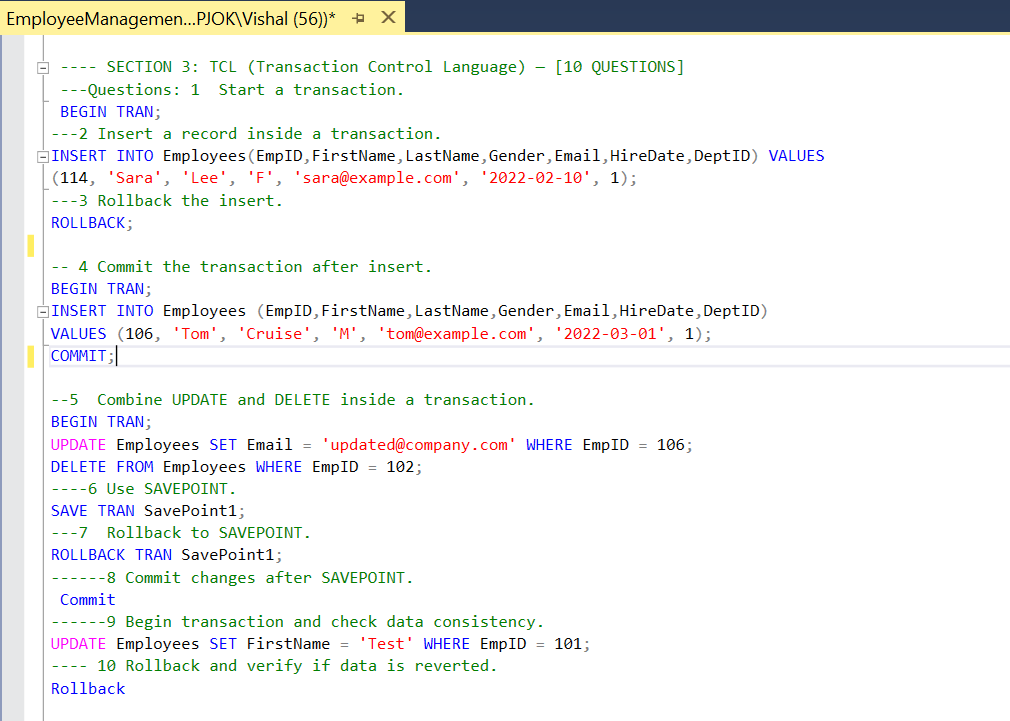 EmployeeManagemen...PJOK\Vishal (56))*
---- SECTION 3: TCL (Transaction Control Language) — [10 QUESTIONS]
---Questions: 1  Start a transaction.
BEGIN TRAN;
---2 Insert a record inside a transaction.
INSERT INTO Employees(EmpID,FirstName,LastName,Gender,Email,HireDate,DeptID) VALUES
(114, 'Sara', 'Lee', 'F', 'sara@example.com', '2022-02-10', 1);
---3 Rollback the insert.
ROLLBACK;
-- 4 Commit the transaction after insert.
BEGIN TRAN;
INSERT INTO Employees (EmpID,FirstName,LastName,Gender,Email,HireDate,DeptID)
VALUES (106, 'Tom', 'Cruise', 'M', 'tom@example.com', '2022-03-01', 1);
COMMIT;
--5  Combine UPDATE and DELETE inside a transaction.
BEGIN TRAN;
UPDATE Employees SET Email = 'updated@company.com' WHERE EmpID = 106;
DELETE FROM Employees WHERE EmpID = 102;
----6 Use SAVEPOINT.
SAVE TRAN SavePoint1;
---7  Rollback to SAVEPOINT.
ROLLBACK TRAN SavePoint1;
------8 Commit changes after SAVEPOINT.
Commit
------9 Begin transaction and check data consistency.
UPDATE Employees SET FirstName = 'Test' WHERE EmpID = 101;
---- 10 Rollback and verify if data is reverted.
Rollback